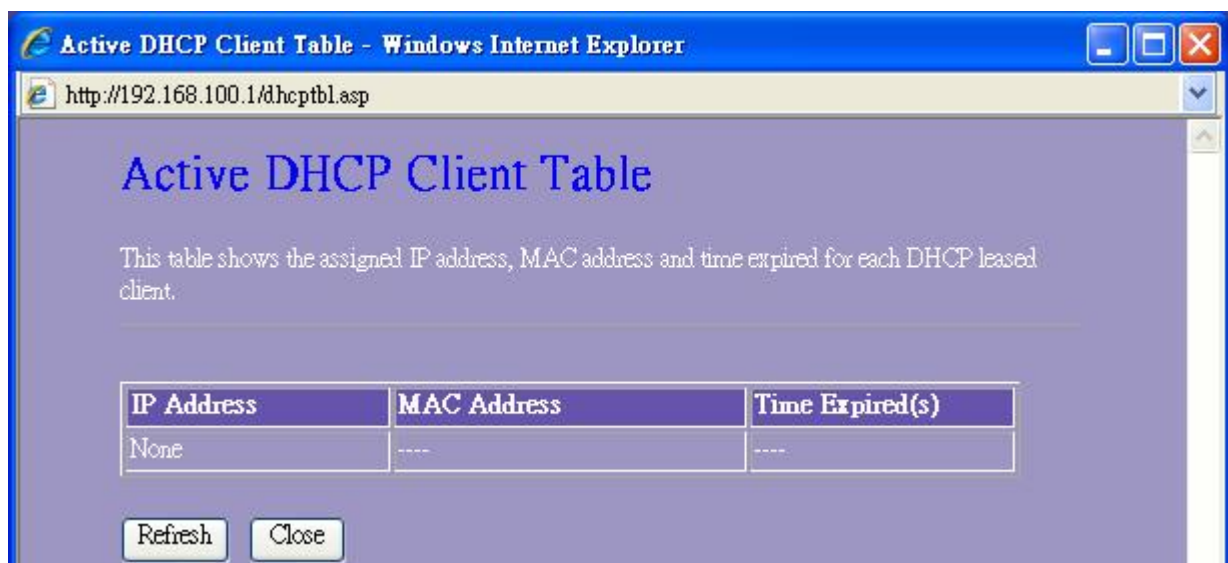 Active DHCP Client Table - Windows Internet Explorer
http://192.168.100.1/dhcptbl.asp
Active DHCP Client Table
This table shows the assigned IP address, MAC address and time expired for each DHCP leased
client.
IP Address MAC Address Time Expired(s)
None ---- ----
Refresh Close